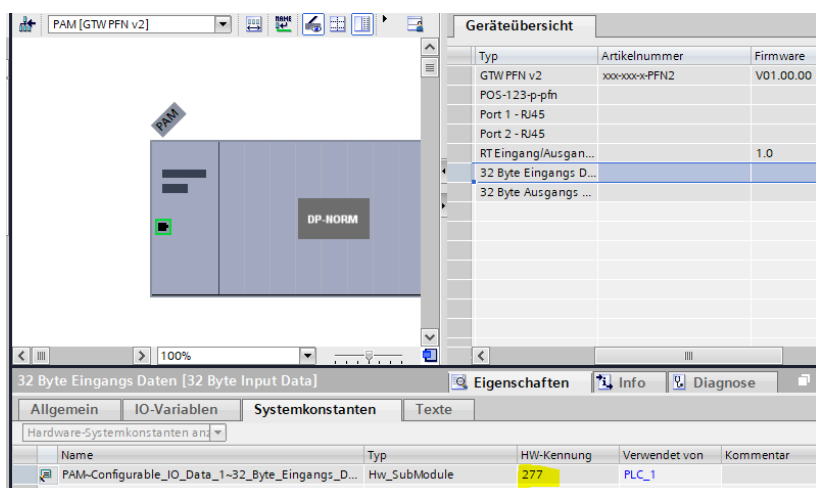 PAM [GTW PFN v2]
NAME
PAM
DP-NORM
100%
Geräteübersicht
Typ Artikelnummer Firmware
GTW PFN v2 xxx-xxx-x-PFN2 V01.00.00
POS-123-p-pfn
Port 1 - RJ45
Port 2 - RJ45
RT Eingang/Ausgan... 1.0
32 Byte Eingangs D...
32 Byte Ausgangs ...
32 Byte Eingangs Daten [32 Byte Input Data]
Eigenschaften Info Diagnose
Allgemein IO-Variablen Systemkonstanten Texte
Hardware-Systemkonstanten anz
Name Typ HW-Kennung Verwendet von Kommentar
PAM~Configurable_IO_Data_1~32_Byte_Eingangs_D... Hw_SubModule 277 PLC_1